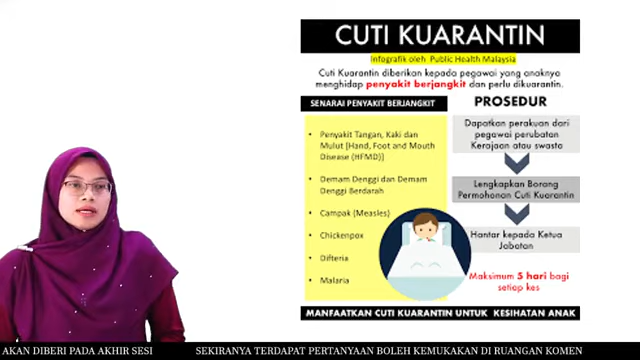 CUTI KUARANTIN
Infografik oleh Public Health Malaysia
Cuti Kuarantin diberikan kepada pegawai yang anaknya
menghidap penyakit berjangkit dan perlu dikuarantin.
SENARAI PENYAKIT BERJANGKIT
• Penyakit Tangan, Kaki dan
Mulut [Hand, Foot and Mouth
Disease (HFMD)]
• Demam Denggi dan Demam
Denggi Berdarah
• Campak (Measles)
• Chickenpox
• Difteria
• Malaria
PROSEDUR
Dapatkan perakuan dari
pegawai perubatan
Kerajaan atau swasta
Lengkapkan Borang
Permohonan Cuti Kuarantin
Hantar kepada Ketua
Jabatan
Maksimum 5 hari bagi
setiap kes
MANFAATKAN CUTI KUARANTIN UNTUK KESIHATAN ANAK
AKAN DIBERI PADA AKHIR SESI SEKIRANYA TERDAPAT PERTANYAAN BOLEH KEMUKAKAN DI RUANGAN KOMEN